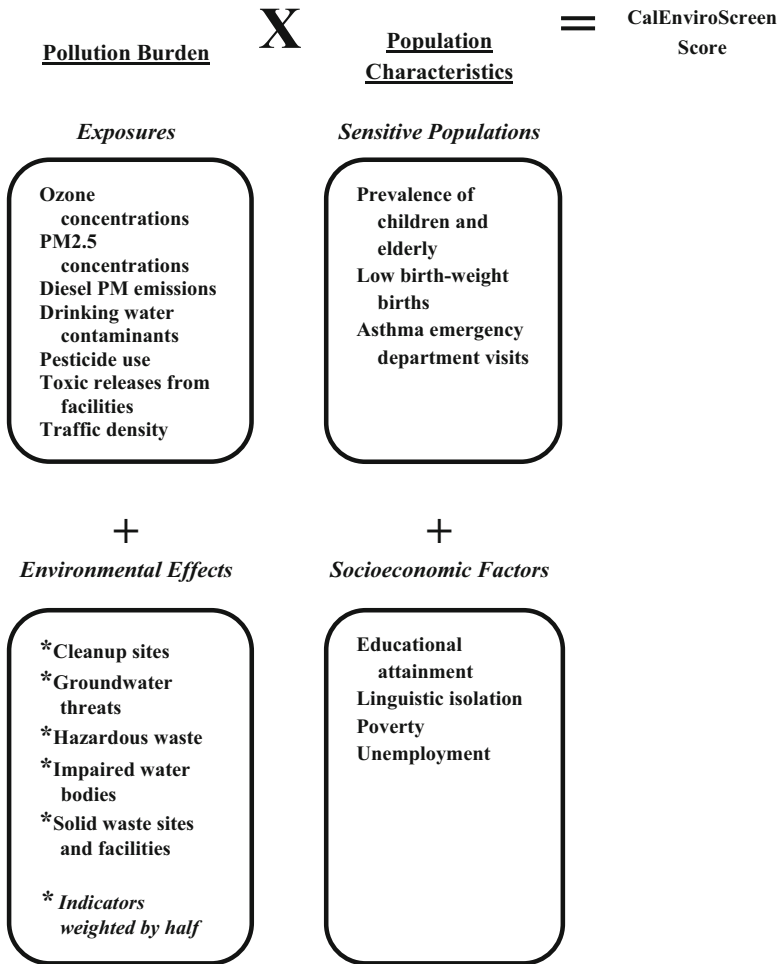 Pollution Burden
X
Population
Characteristics
=
CalEnviroScreen
Score
Exposures
Ozone
concentrations
PM2.5
concentrations
Diesel PM emissions
Drinking water
contaminants
Pesticide use
Toxic releases from
facilities
Traffic density
Sensitive Populations
Prevalence of
children and
elderly
Low birth-weight
births
Asthma emergency
department visits
+
Environmental Effects
*Cleanup sites
*Groundwater
threats
*Hazardous waste
*Impaired water
bodies
*Solid waste sites
and facilities
* Indicators
weighted by half
+
Socioeconomic Factors
Educational
attainment
Linguistic isolation
Poverty
Unemployment